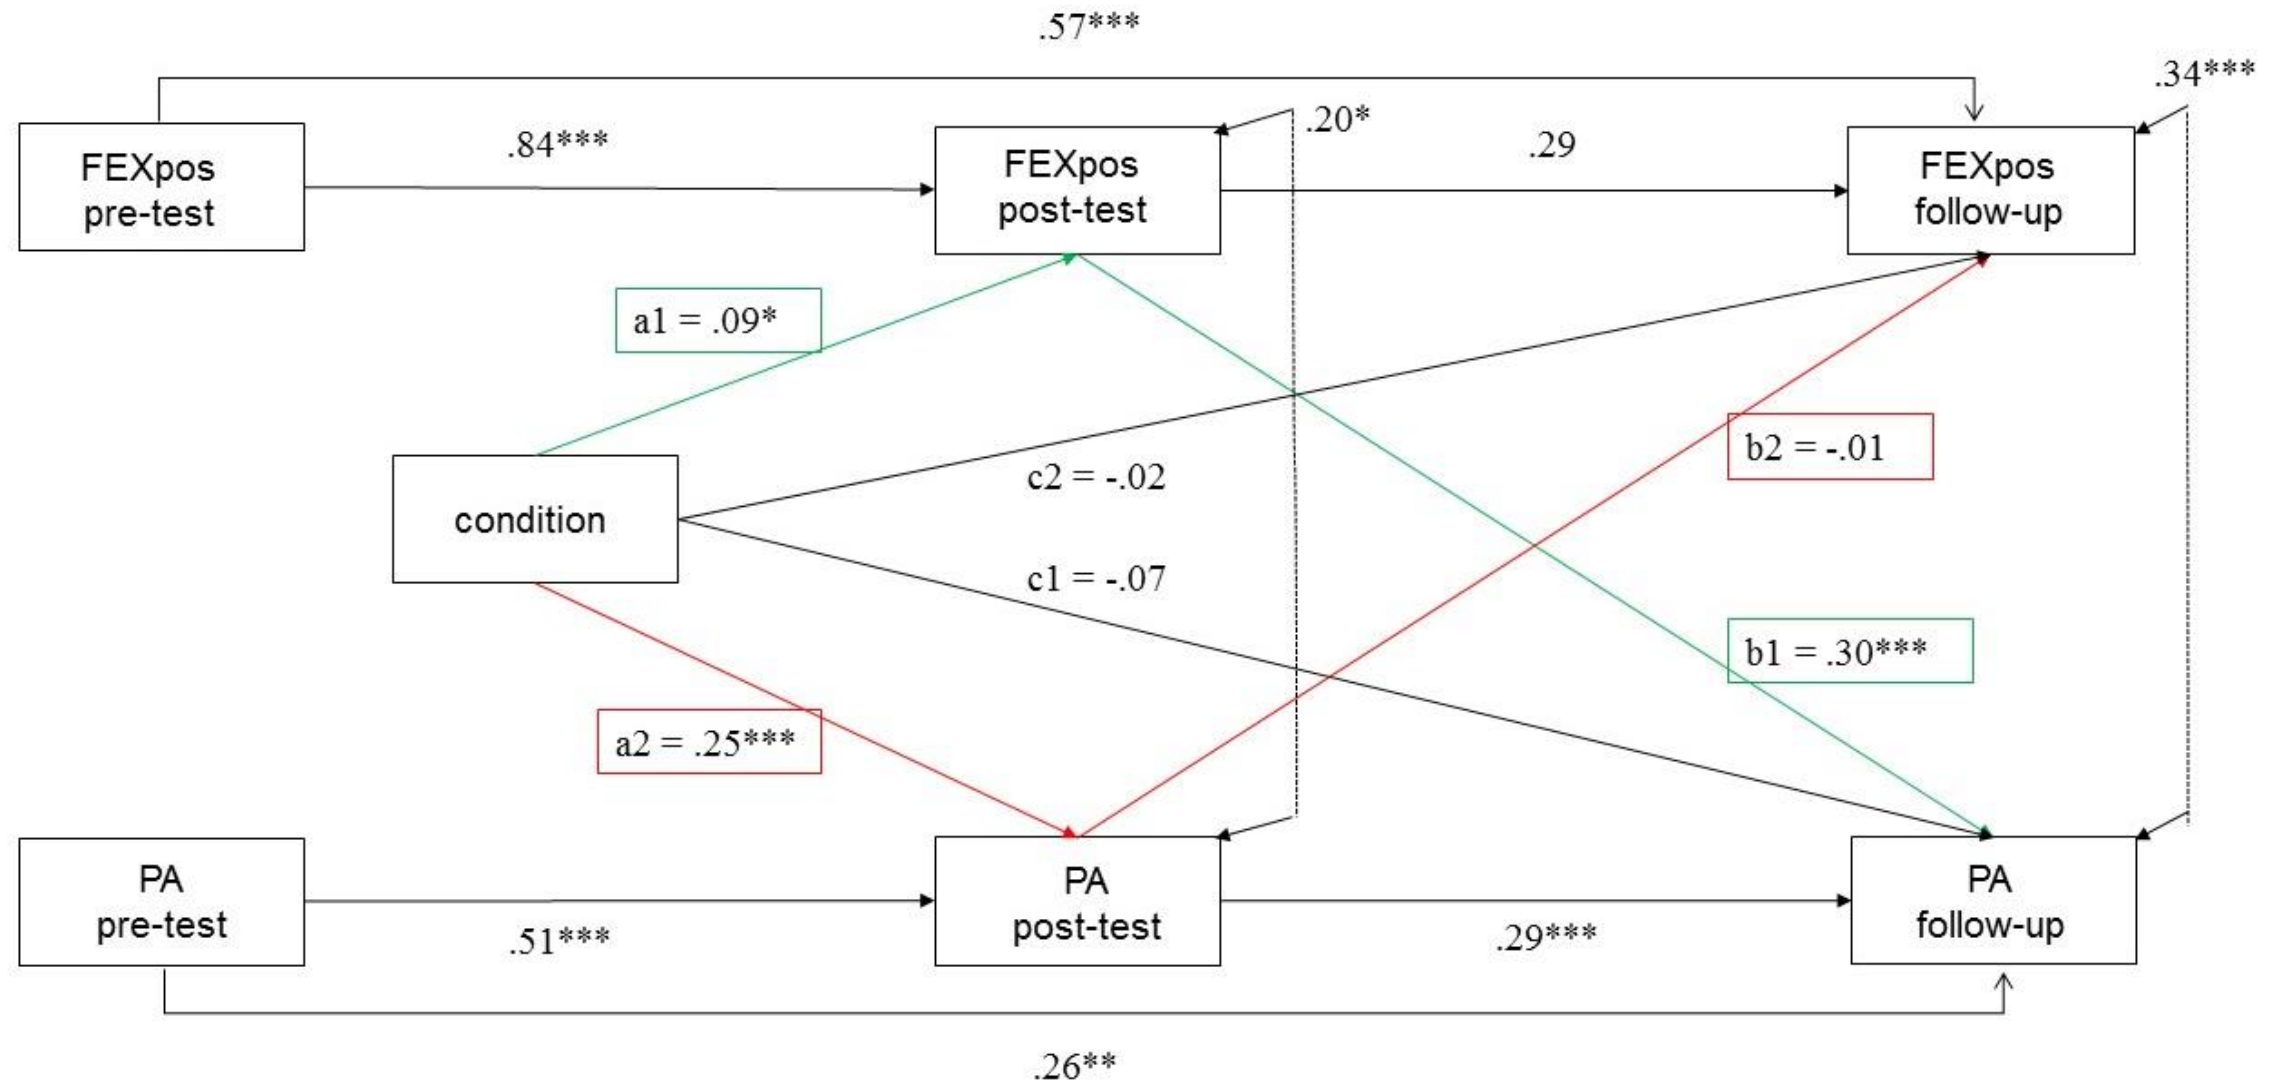 .57***
.34***
.20*
.84***
.29
FEXpos
pre-test
FEXpos
post-test
FEXpos
follow-up
a1 = .09*
b2 = -.01
c2 = -.02
condition
c1 = -.07
b1 = .30***
a2 = .25***
PA
pre-test
PA
post-test
PA
follow-up
.51***
.29***
.26**